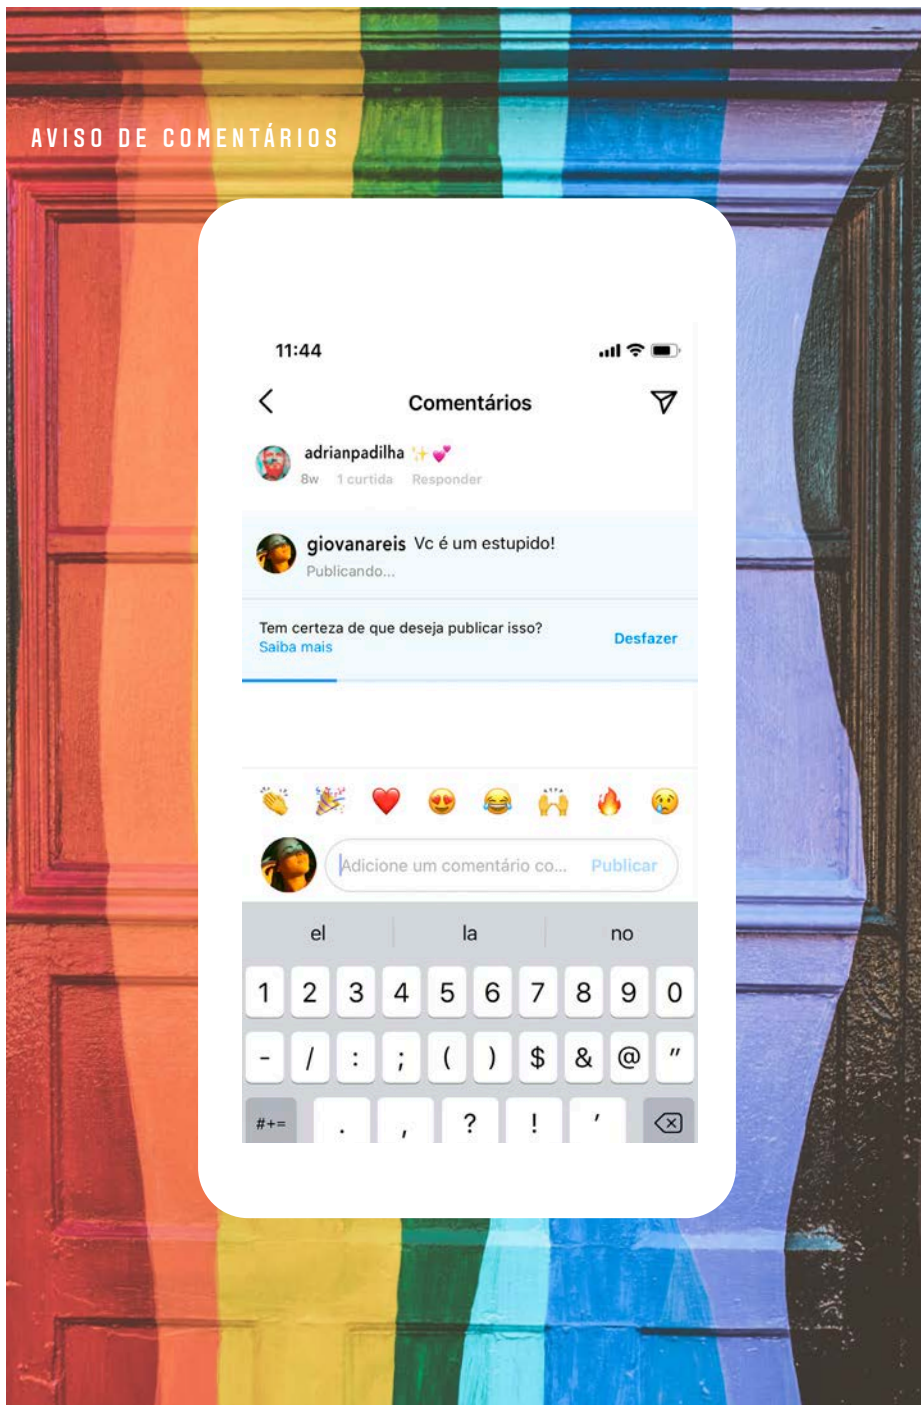 AVISO DE COMENTÁRIOS
11:44
Comentários
adrianpadilha ✨ 💕
8w 1 curtida Responder
giovanareis Vc é um estupido!
Publicando...
Tem certeza de que deseja publicar isso?
Saiba mais
Desfazer
👏 🎉 ❤️ 😍 😂 🙌 🔥 😢
Adicione um comentário co... Publicar
el la no
1 2 3 4 5 6 7 8 9 0
- / : ; ( ) $ & @ "
#+= . , ? ! '